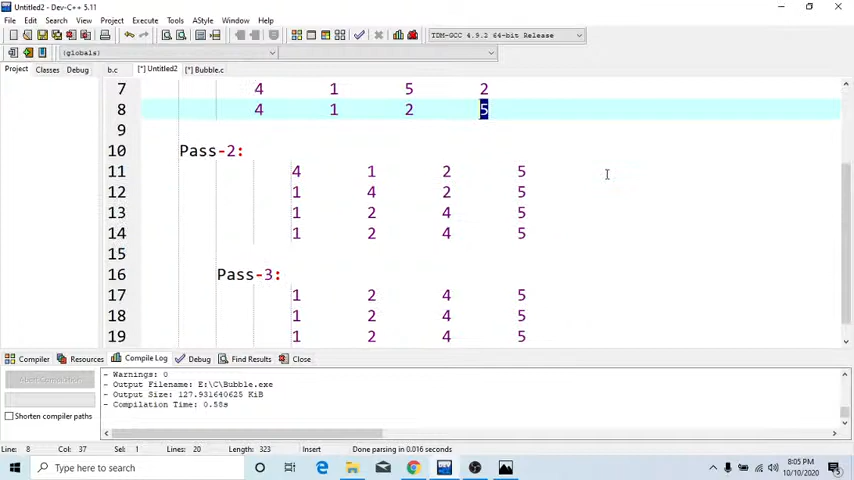 Untitled2 - Dev-C++ 5.11
File Edit Search View Project Execute Tools AStyle Window Help
TDM-GCC 4.9.2 64-bit Release
(globals)
Project Classes Debug b.c [*] Untitled2 [*] Bubble.c
7 4 1 5 2
8 4 1 2 5
9
10 Pass-2:
11 4 1 2 5
12 1 4 2 5
13 1 2 4 5
14 1 2 4 5
15
16 Pass-3:
17 1 2 4 5
18 1 2 4 5
19 1 2 4 5
Compiler Resources Compile Log Debug Find Results Close
Abort Compilation
- Warnings: 0
- Output Filename: E:\C\Bubble.exe
- Output Size: 127.931640625 KiB
- Compilation Time: 0.58s
Shorten compiler paths
Line: 8 Col: 37 Sel: 1 Lines: 20 Length: 323 Insert Done parsing in 0.016 seconds
Type here to search
8:05 PM
10/10/2020